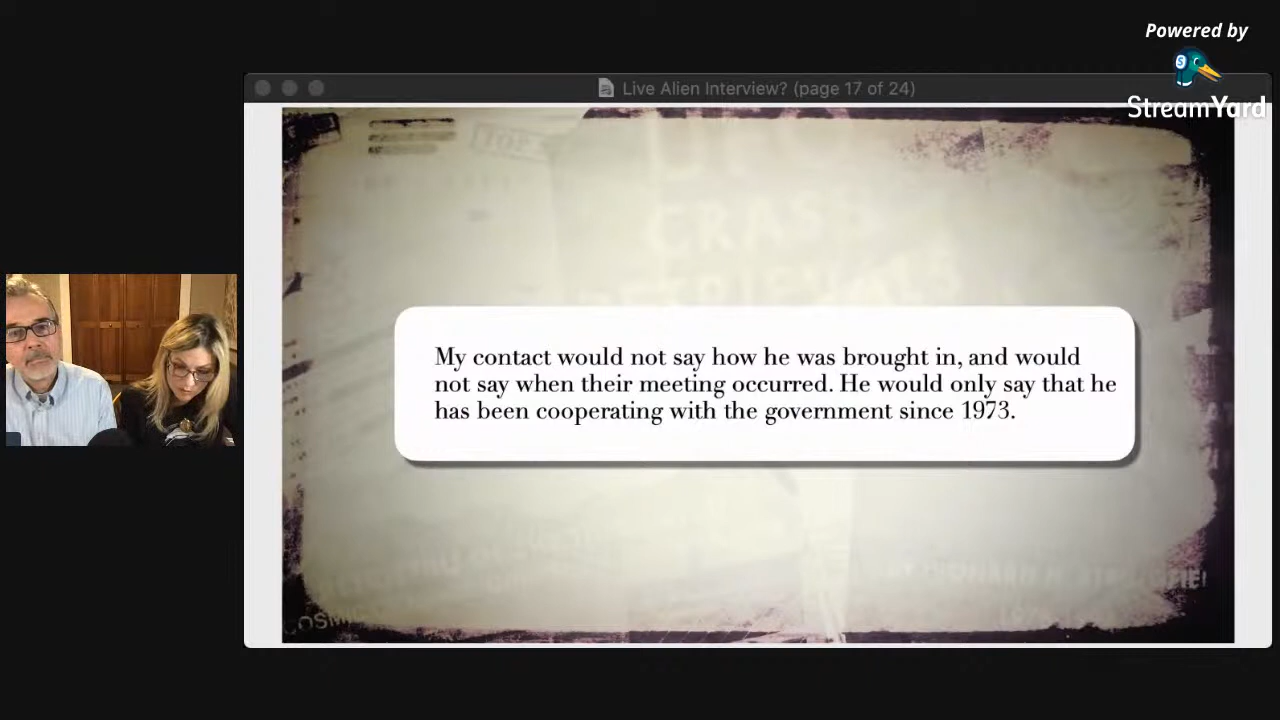 Powered by
StreamYard
Live Alien Interview? (page 17 of 24)
TOP
CRASH
My contact would not say how he was brought in, and would
not say when their meeting occurred. He would only say that he
has been cooperating with the government since 1973.